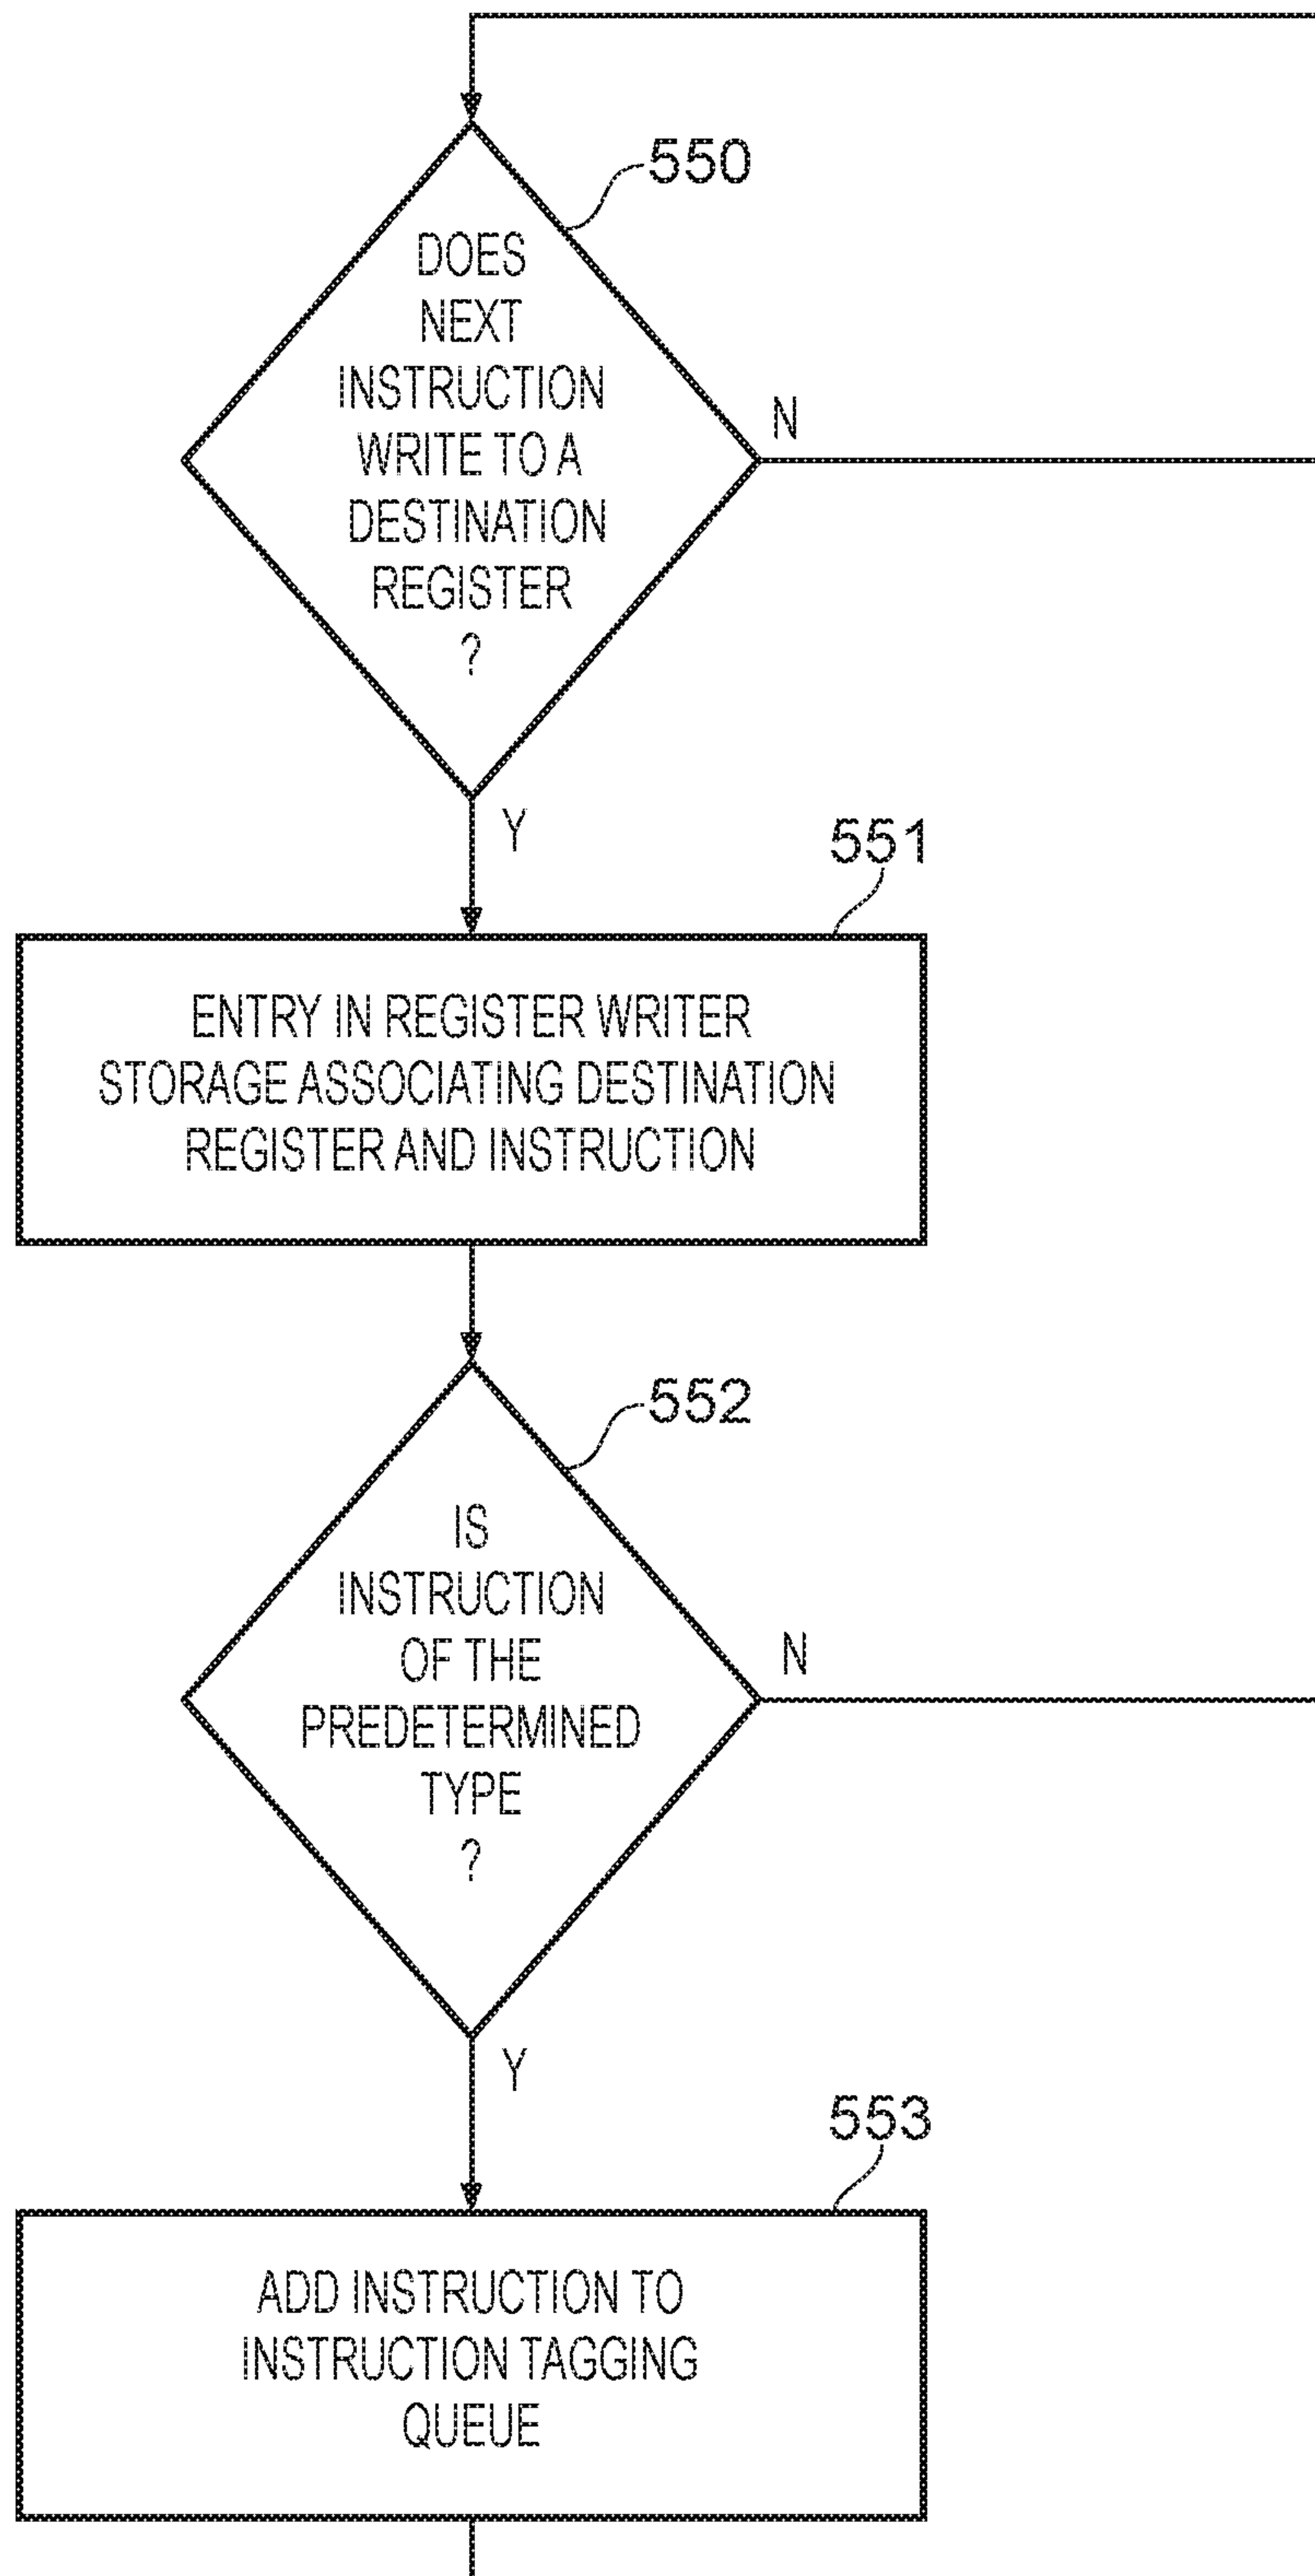 550
DOES
NEXT
INSTRUCTION
WRITE TO A
DESTINATION
REGISTER
?
N
Y
551
ENTRY IN REGISTER WRITER
STORAGE ASSOCIATING DESTINATION
REGISTER AND INSTRUCTION
552
IS
INSTRUCTION
OF THE
PREDETERMINED
TYPE
?
N
Y
553
ADD INSTRUCTION TO
INSTRUCTION TAGGING
QUEUE